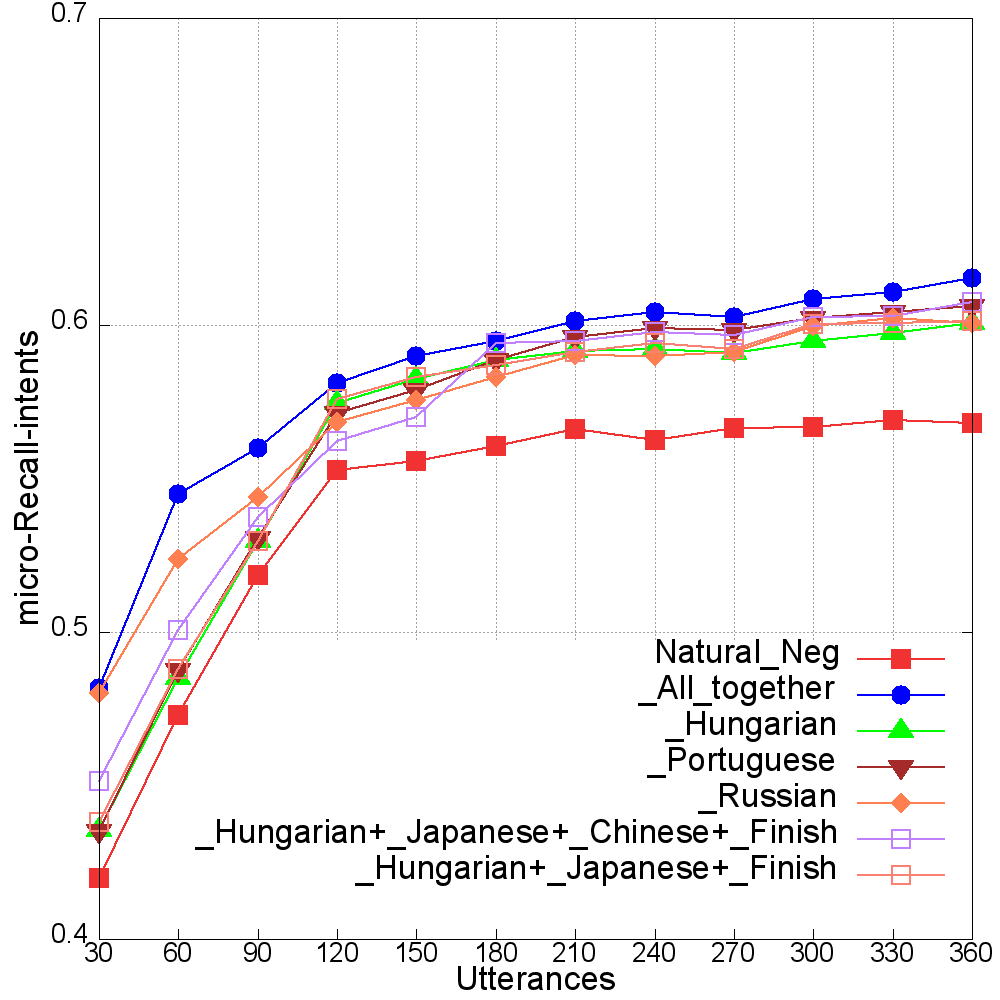 0.7
0.6
0.5
0.4
micro-Recall-intents
Natural_Neg
_All_together
_Hungarian
_Portuguese
_Russian
_Hungarian+_Japanese+_Chinese+_Finish
_Hungarian+_Japanese+_Finish
30 60 90 120 150 180 210 240 270 300 330 360
Utterances